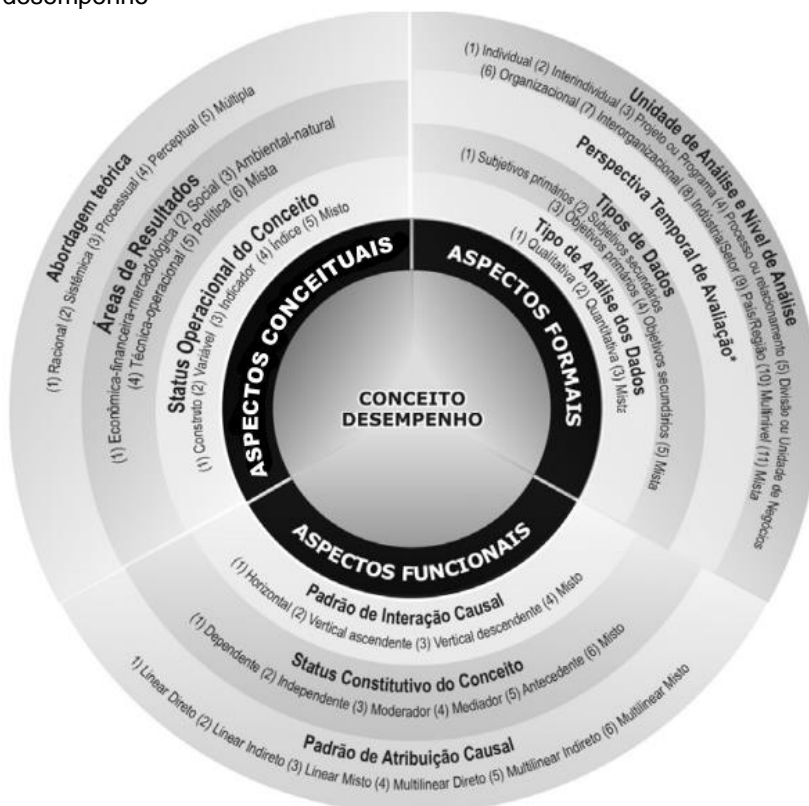 desempenho
Abordagem teórica
(1) Racional (2) Sistêmica (3) Processual (4) Perceptual (5) Múltipla
Áreas de Resultados
(1) Econômica-financeira-mercadológica (2) Social (3) Ambiental-natural
(4) Técnica-operacional (5) Política (6) Mista
Status Operacional do Conceito
(1) Construto (2) Variável (3) Indicador (4) Índice (5) Misto
ASPECTOS CONCEITUAIS
Unidade de Análise e Nível de Análise
(1) Individual (2) Interindividual (3) Projeto ou Programa (4) Processo ou relacionamento (5) Divisão ou Unidade de Negócios
(6) Organizacional (7) Interorganizacional (8) Indústria/Setor (9) País/Região (10) Multinível (11) Mista
Perspectiva Temporal de Avaliação*
Tipos de Dados
(1) Subjetivos primários (2) Subjetivos secundários
(3) Objetivos primários (4) Objetivos secundários (5) Mista
Tipo de Análise dos Dados
(1) Qualitativa (2) Quantitativa (3) Mista
ASPECTOS FORMAIS
CONCEITO
DESEMPENHO
ASPECTOS FUNCIONAIS
Padrão de Interação Causal
(1) Horizontal (2) Vertical ascendente (3) Vertical descendente (4) Misto
Status Constitutivo do Conceito
(1) Dependente (2) Independente (3) Moderador (4) Mediador (5) Antecedente (6) Misto
Padrão de Atribuição Causal
1) Linear Direto (2) Linear Indireto (3) Linear Misto (4) Multilinear Direto (5) Multilinear Indireto (6) Multilinear Misto